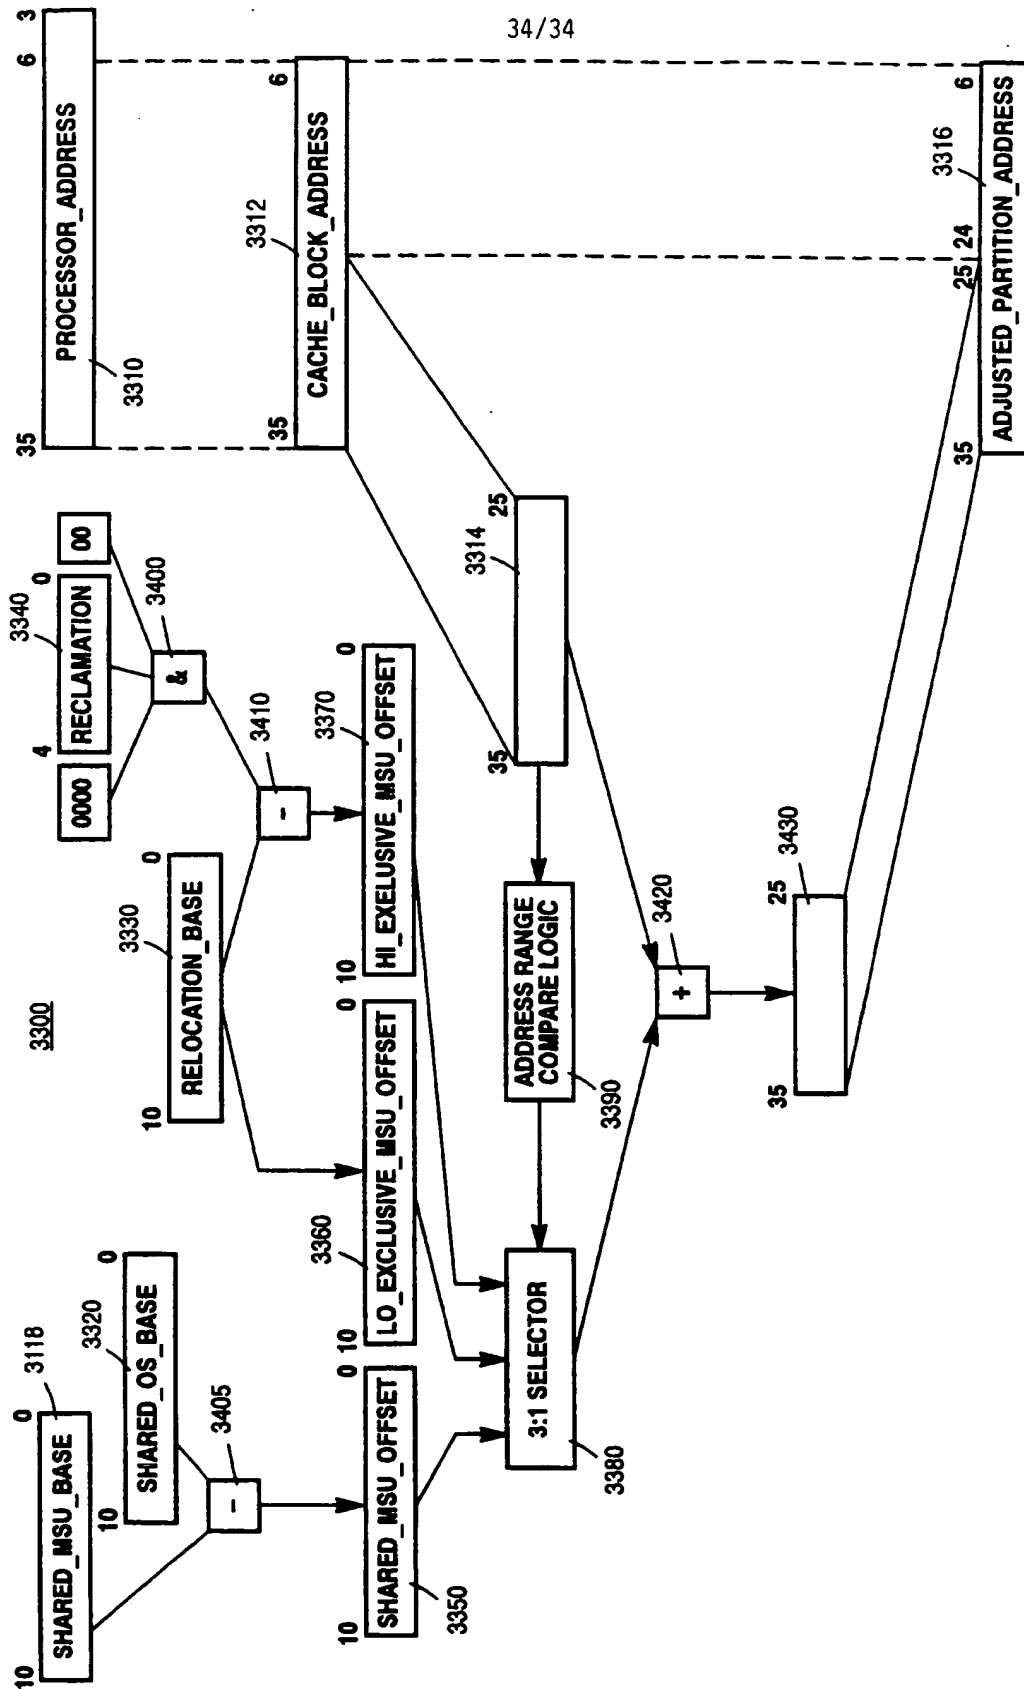 34/34
3300
10 SHARED_MSU_BASE 0
3118
10 SHARED_OS_BASE 0
3320
-
3405
10 RELOCATION_BASE 0
3330
0000
4 RECLAMATION 0
3340
00
&
3400
-
3410
35 PROCESSOR_ADDRESS 6 3
3310
10 SHARED_MSU_OFFSET 0
3350
10 LO_EXCLUSIVE_MSU_OFFSET 0
3360
10 HI_EXELUSIVE_MSU_OFFSET 0
3370
35 CACHE_BLOCK_ADDRESS 6
3312
3:1 SELECTOR
3380
ADDRESS RANGE
COMPARE LOGIC
3390
35 25
3314
+
3420
35 25
3430
35 25 24 6
ADJUSTED_PARTITION_ADDRESS
3316